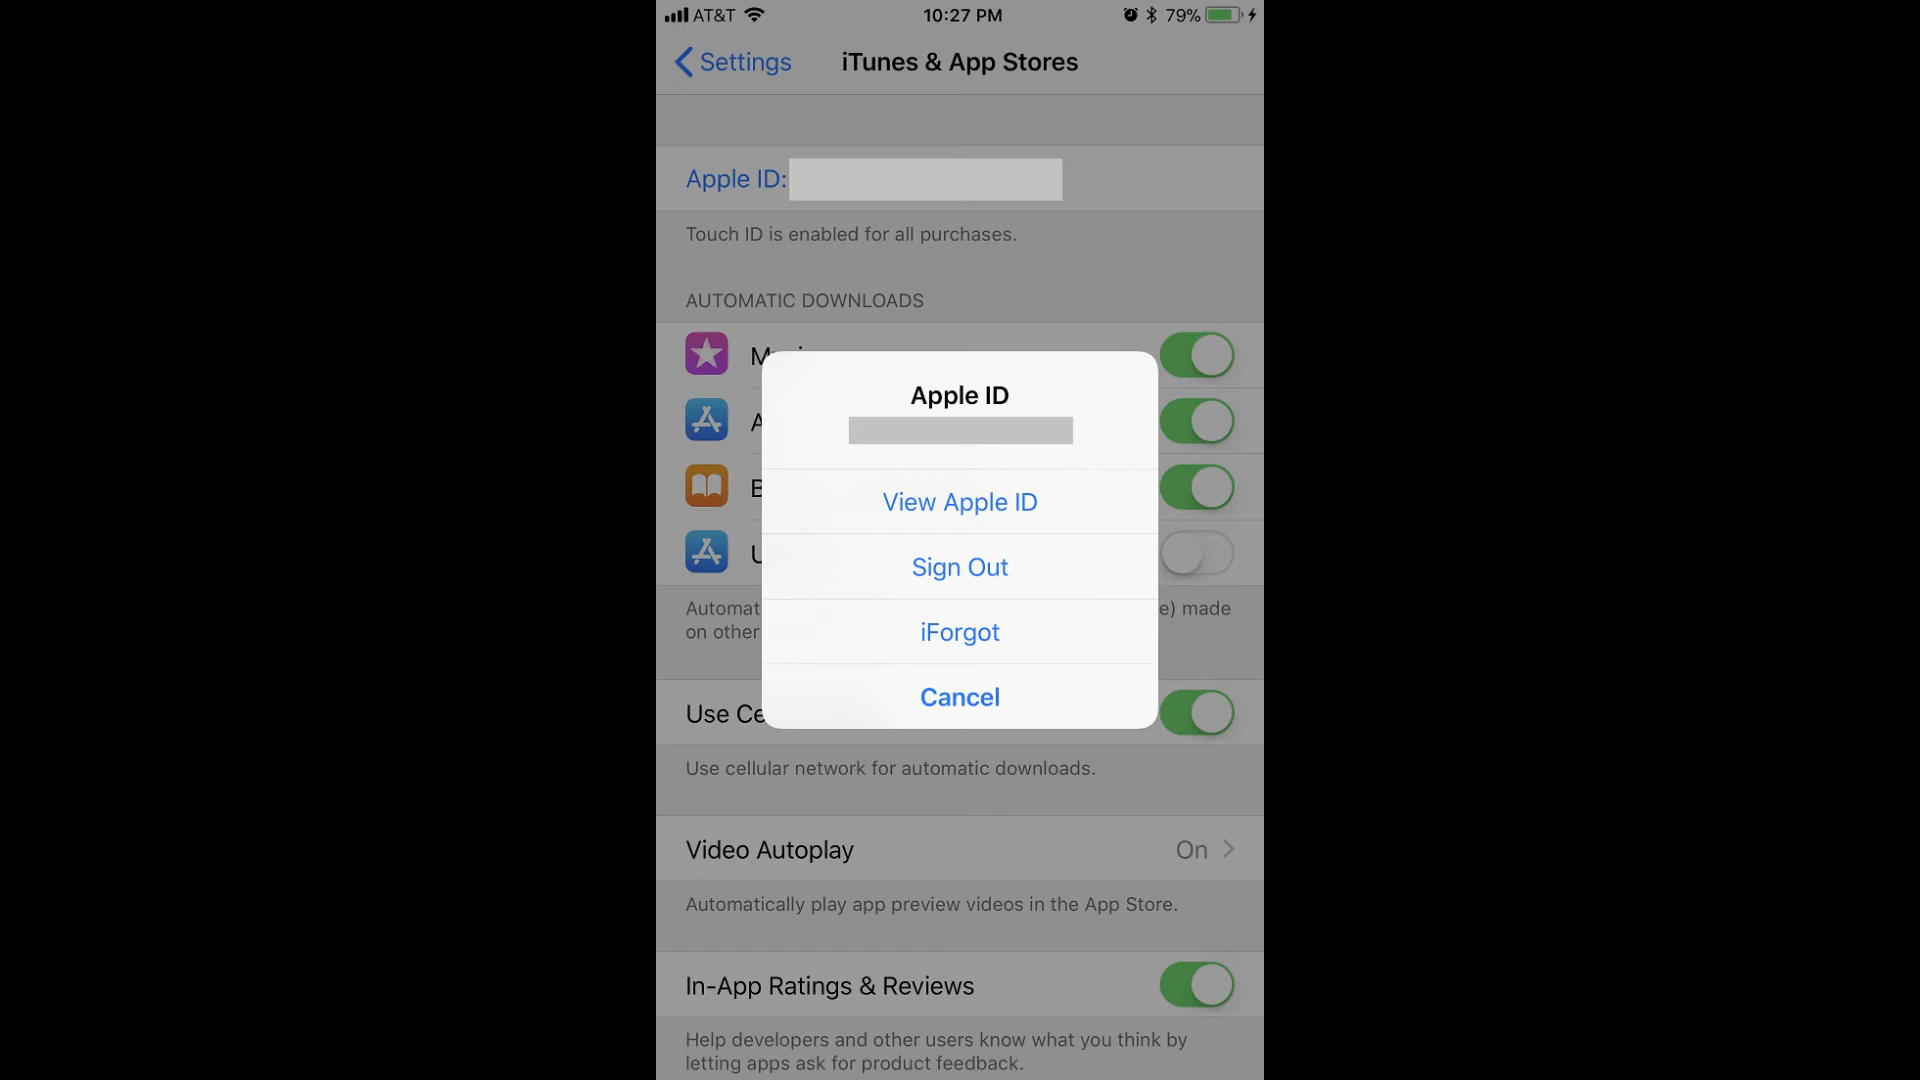 AT&T 10:27 PM 79%
Settings iTunes & App Stores
Apple ID:
Touch ID is enabled for all purchases.
AUTOMATIC DOWNLOADS
Apple ID
View Apple ID
Sign Out
iForgot
Cancel
Automat
e) made
on other
Use Ce
Use cellular network for automatic downloads.
Video Autoplay On
Automatically play app preview videos in the App Store.
In-App Ratings & Reviews
Help developers and other users know what you think by
letting apps ask for product feedback.